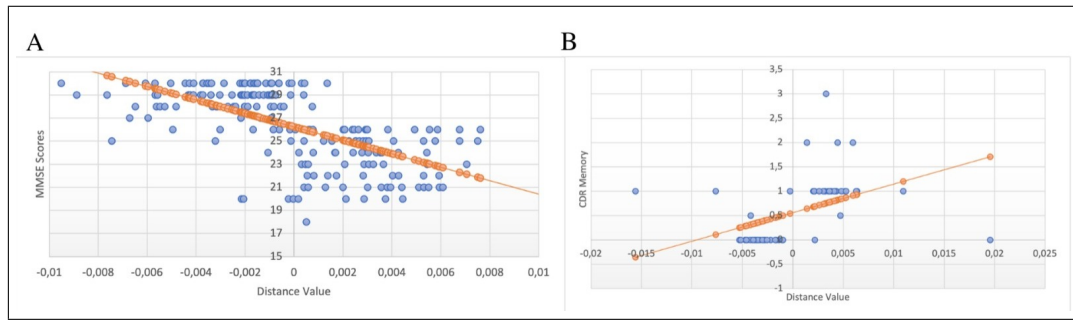 A
MMSE Scores
31
29
27
25
23
21
19
17
15
-0,01 -0,008 -0,006 -0,004 -0,002 0 0,002 0,004 0,006 0,008 0,01
Distance Value
B
CDR Memory
3,5
3
2,5
2
1,5
1
0,5
0
-0,5
-1
-0,02 -0,015 -0,01 -0,005 0 0,005 0,01 0,015 0,02 0,025
Distance Value